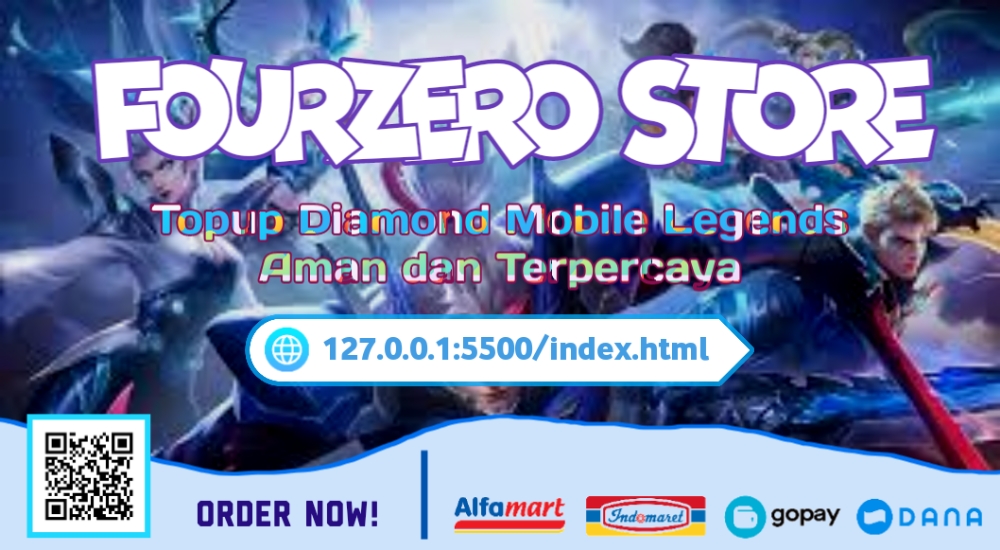 FOURZERO STORE
Topup Diamond Mobile Legends
Aman dan Terpercaya
127.0.0.1:5500/index.html
ORDER NOW!
Alfamart
Indomaret
gopay
DANA